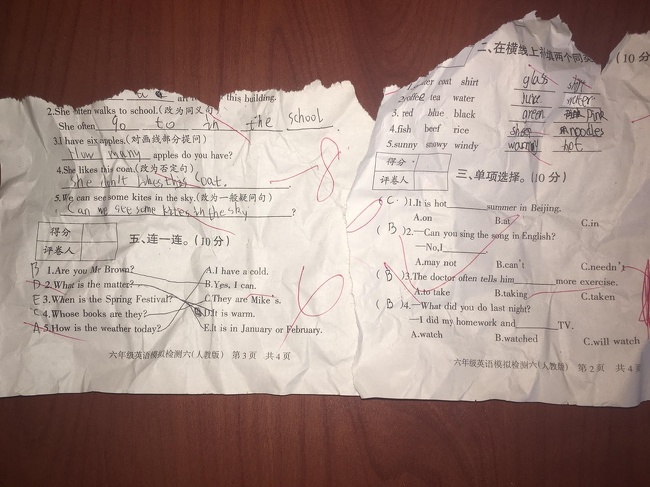 an this building.
2.She often walks to school.(改为同义句)
She often go to in the school.
3.I have six apples.(对画线部分提问)
How many apples do you have?
4.She likes this coat.(改为否定句)
She don't likes this coat.
5.We can see some kites in the sky.(改为一般疑问句)
Can we see some kites in the sky?
8
得分
评卷人
五、连一连。(10分)
B 1.Are you Mr Brown? A.I have a cold.
D 2.What is the matter? B.Yes, I can.
E 3.When is the Spring Festival? C.They are Mike's.
C 4.Whose books are they? D.It is warm.
A 5.How is the weather today? E.It is in January or February.
6
六年级英语模拟检测六(人教版) 第3页 共4页
二、在横线上补填两个同类 (10分)
coat shirt glass
2.coffee tea water juice water
3. red blue black green pink
4.fish beef rice sheep noodles
5.sunny snowy windy warm hot
得分
评卷人
三、单项选择。(10分)
( C )1.It is hot summer in Beijing.
A.on B.at C.in
( B )2.—Can you sing the song in English?
—No,I .
A.may not B.can't C.needn't
( B )3.The doctor often tells him more exercise.
A.to take B.taking C.taken
( B )4.—What did you do last night?
—I did my homework and TV.
A.watch B.watched C.will watch
六年级英语模拟检测六(人教版) 第2页 共4